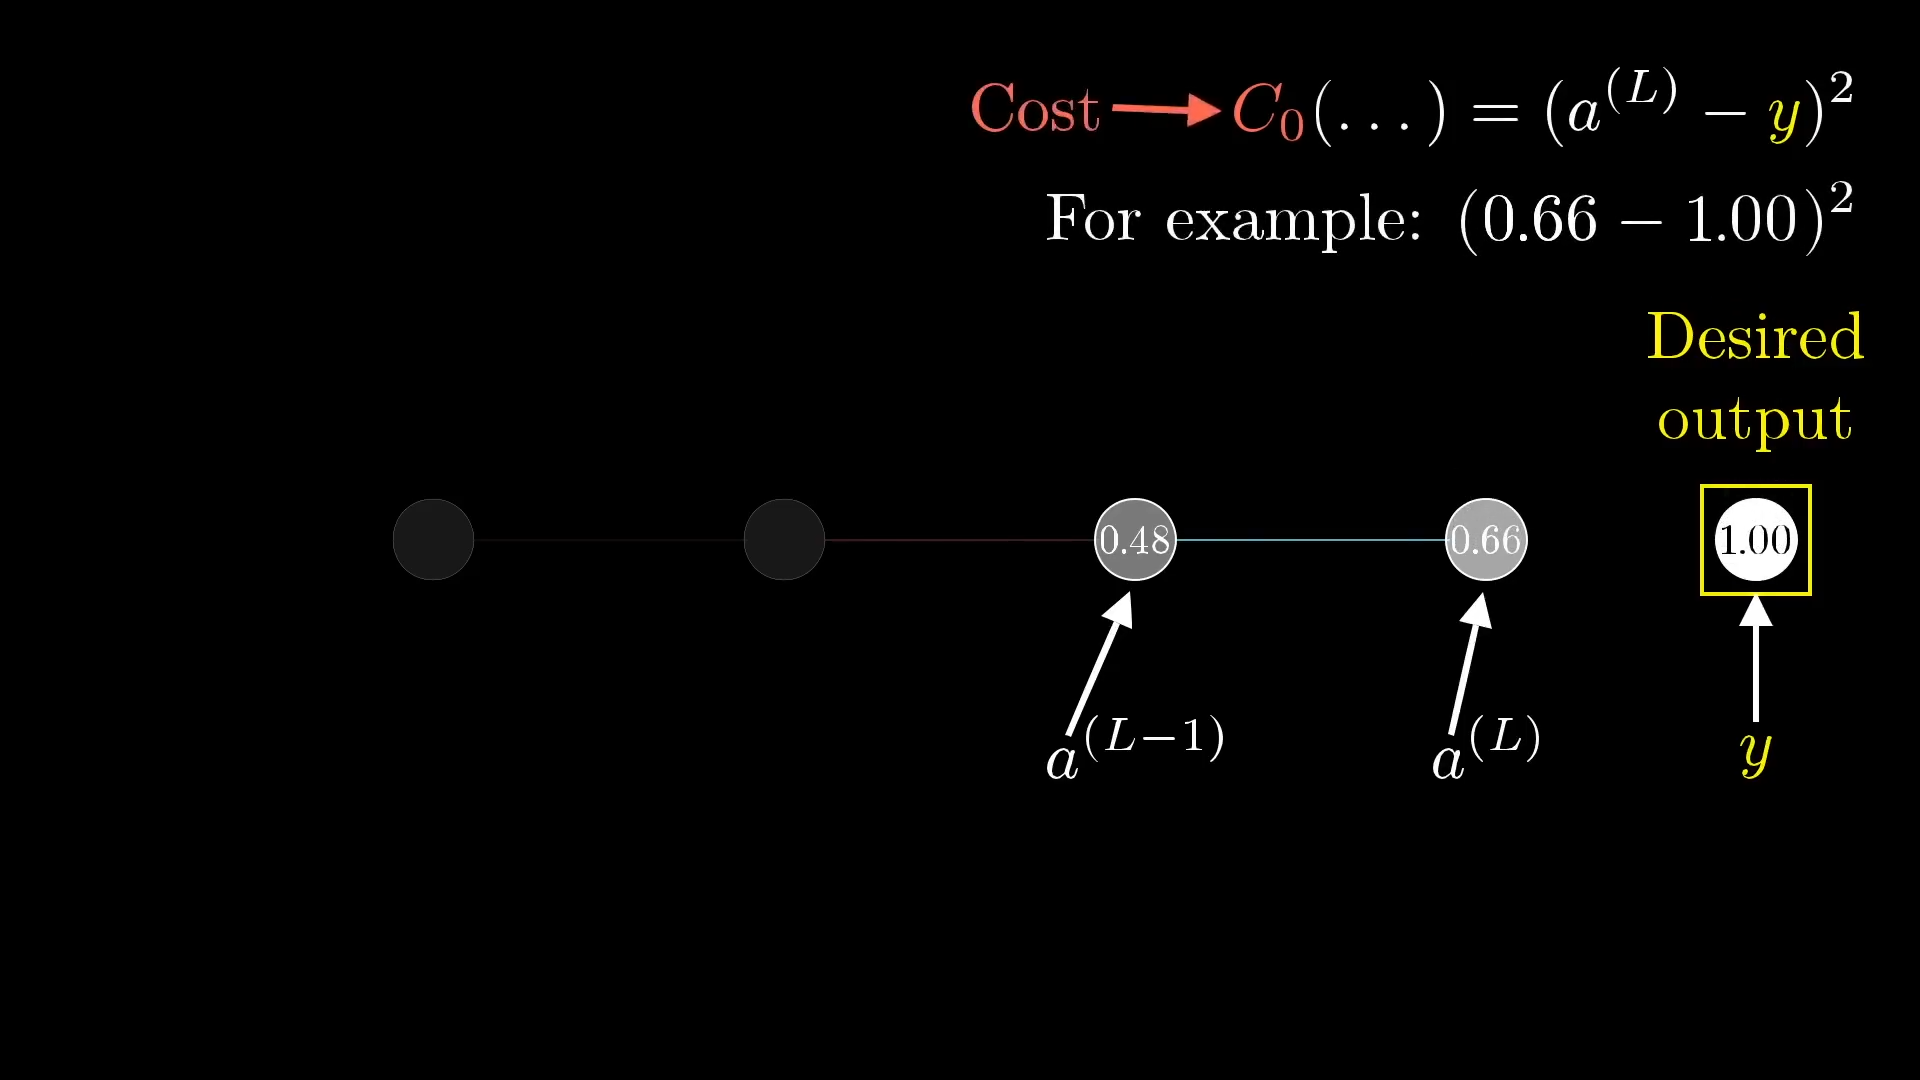 Cost C₀(...) = (a⁽ᴸ⁾ − y)²
For example: (0.66 − 1.00)²
Desired
output
0.48 0.66 1.00
a⁽ᴸ⁻¹⁾ a⁽ᴸ⁾ y